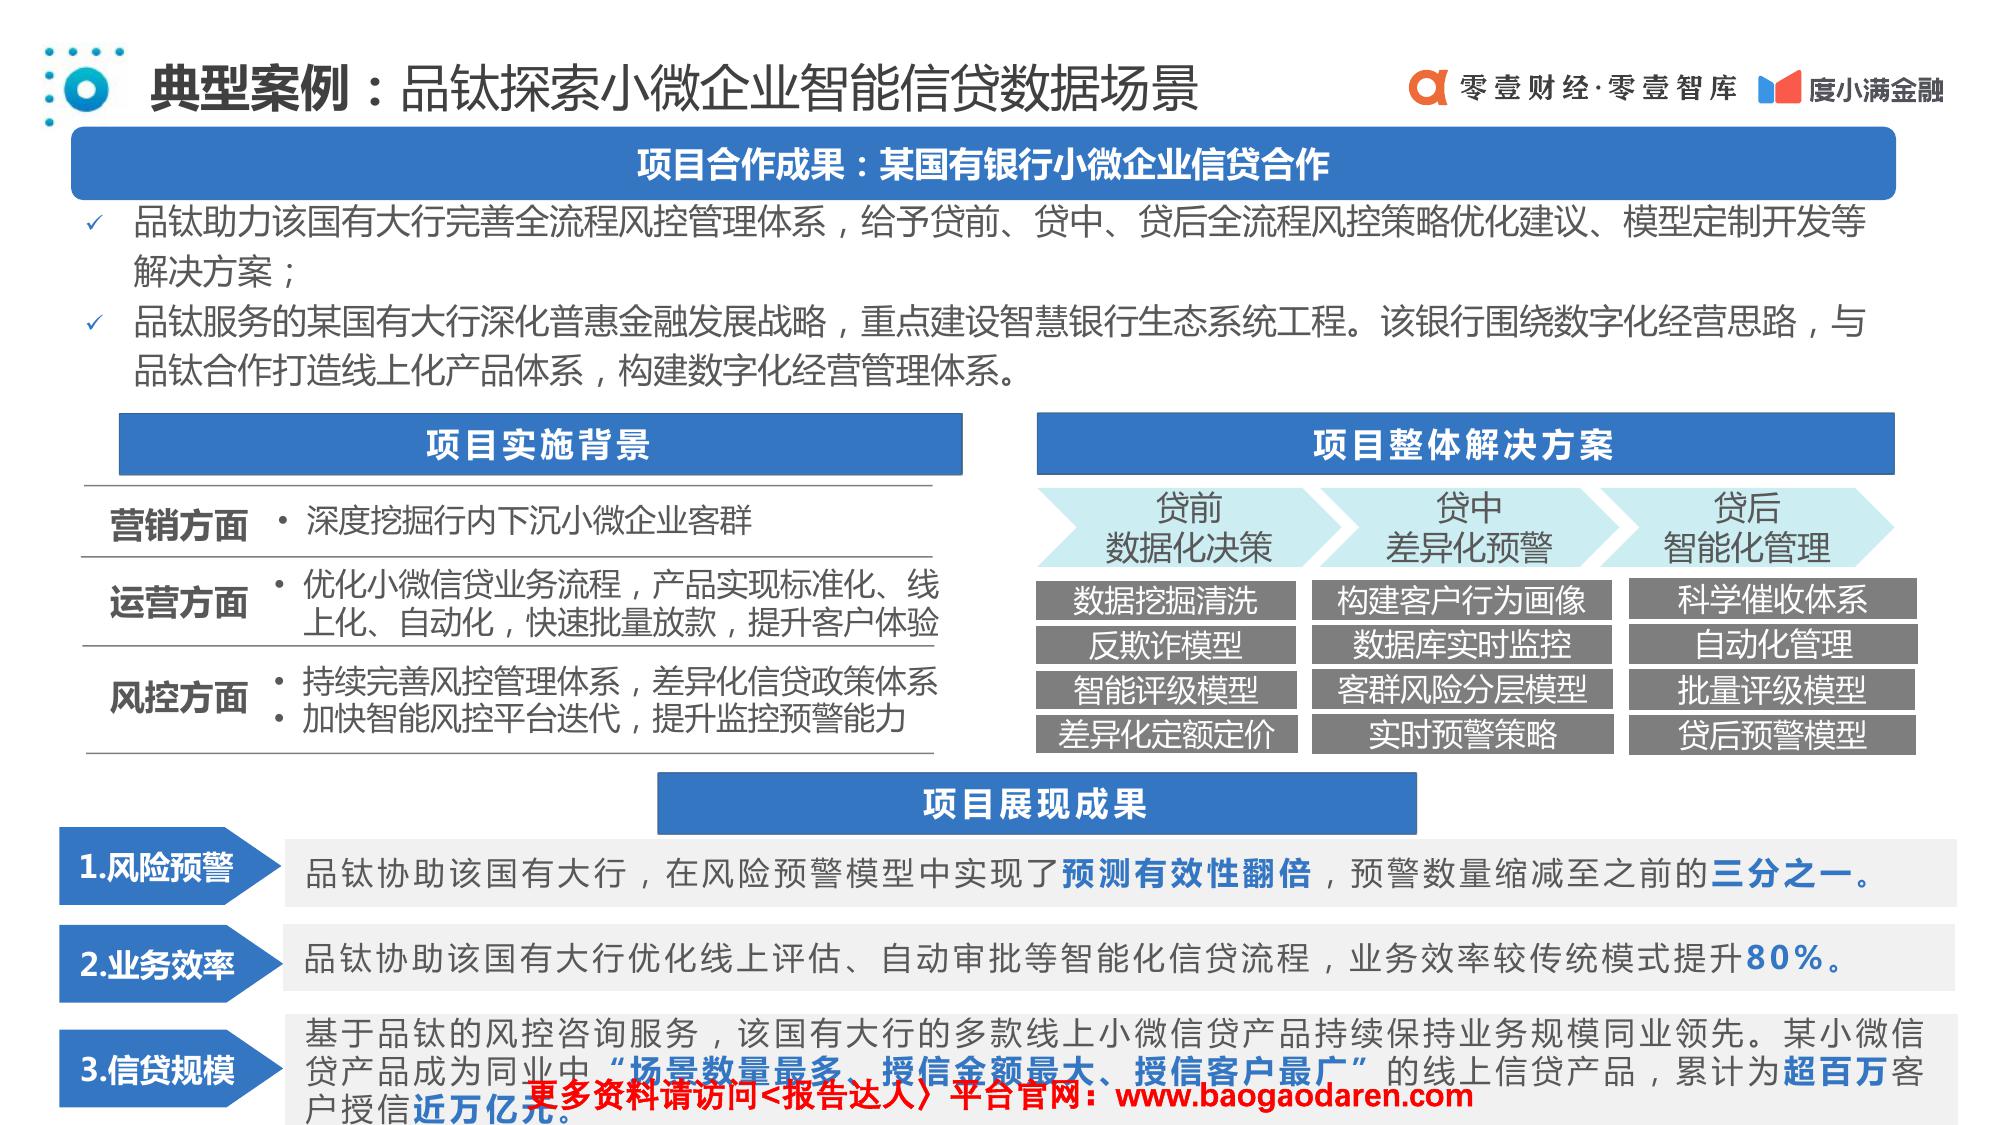 典型案例：品钛探索小微企业智能信贷数据场景
零壹财经·零壹智库
度小满金融
项目合作成果：某国有银行小微企业信贷合作
✓ 品钛助力该国有大行完善全流程风控管理体系，给予贷前、贷中、贷后全流程风控策略优化建议、模型定制开发等
解决方案；
✓ 品钛服务的某国有大行深化普惠金融发展战略，重点建设智慧银行生态系统工程。该银行围绕数字化经营思路，与
品钛合作打造线上化产品体系，构建数字化经营管理体系。
项目实施背景
营销方面
• 深度挖掘行内下沉小微企业客群
运营方面
• 优化小微信贷业务流程，产品实现标准化、线
上化、自动化，快速批量放款，提升客户体验
风控方面
• 持续完善风控管理体系，差异化信贷政策体系
• 加快智能风控平台迭代，提升监控预警能力
项目整体解决方案
贷前
数据化决策
贷中
差异化预警
贷后
智能化管理
数据挖掘清洗
构建客户行为画像
科学催收体系
反欺诈模型
数据库实时监控
自动化管理
智能评级模型
客群风险分层模型
批量评级模型
差异化定额定价
实时预警策略
贷后预警模型
项目展现成果
1.风险预警
品钛协助该国有大行，在风险预警模型中实现了预测有效性翻倍，预警数量缩减至之前的三分之一。
2.业务效率
品钛协助该国有大行优化线上评估、自动审批等智能化信贷流程，业务效率较传统模式提升80%。
3.信贷规模
基于品钛的风控咨询服务，该国有大行的多款线上小微信贷产品持续保持业务规模同业领先。某小微信
贷产品成为同业中“场景数量最多、授信金额最大、授信客户最广”的线上信贷产品，累计为超百万客
户授信近万亿元。
更多资料请访问<报告达人〉平台官网：www.baogaodaren.com